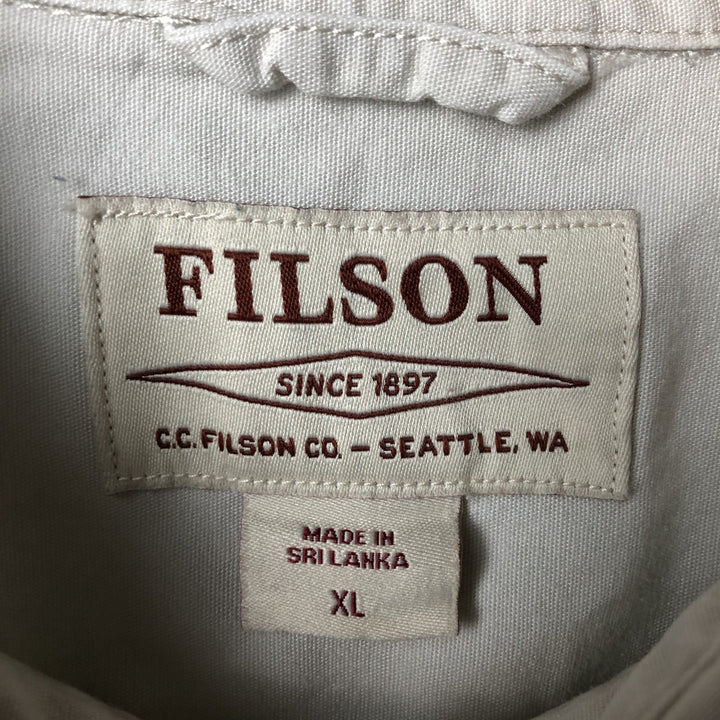 FILSON
SINCE 1897
C.C. FILSON CO. – SEATTLE, WA
MADE IN
SRI LANKA
XL